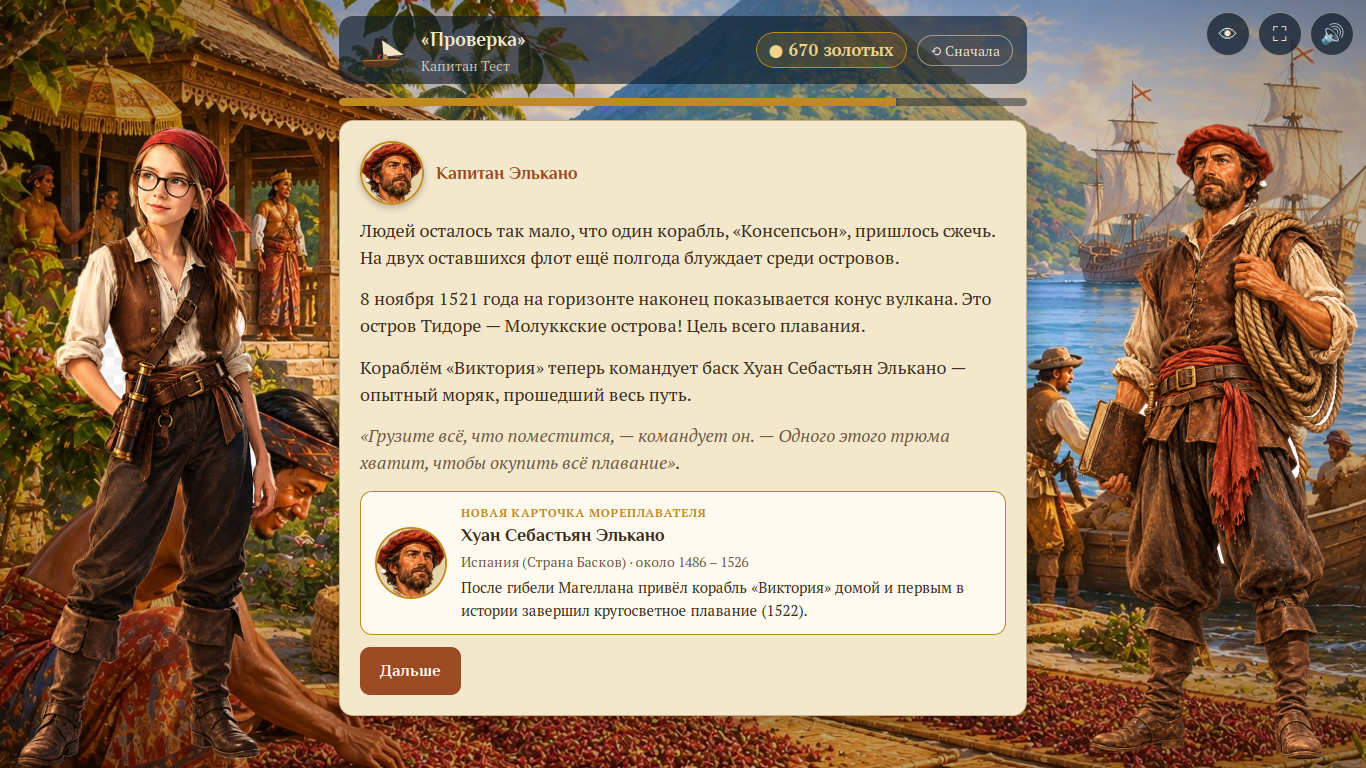 «Проверка»
Капитан Тест
670 золотых
⟲ Сначала
Капитан Элькано
Людей осталось так мало, что один корабль, «Консепсьон», пришлось сжечь.
На двух оставшихся флот ещё полгода блуждает среди островов.
8 ноября 1521 года на горизонте наконец показывается конус вулкана. Это
остров Тидоре — Молуккские острова! Цель всего плавания.
Кораблём «Виктория» теперь командует баск Хуан Себастьян Элькано —
опытный моряк, прошедший весь путь.
«Грузите всё, что поместится, — командует он. — Одного этого трюма
хватит, чтобы окупить всё плавание».
НОВАЯ КАРТОЧКА МОРЕПЛАВАТЕЛЯ
Хуан Себастьян Элькано
Испания (Страна Басков) · около 1486 – 1526
После гибели Магеллана привёл корабль «Виктория» домой и первым в
истории завершил кругосветное плавание (1522).
Дальше